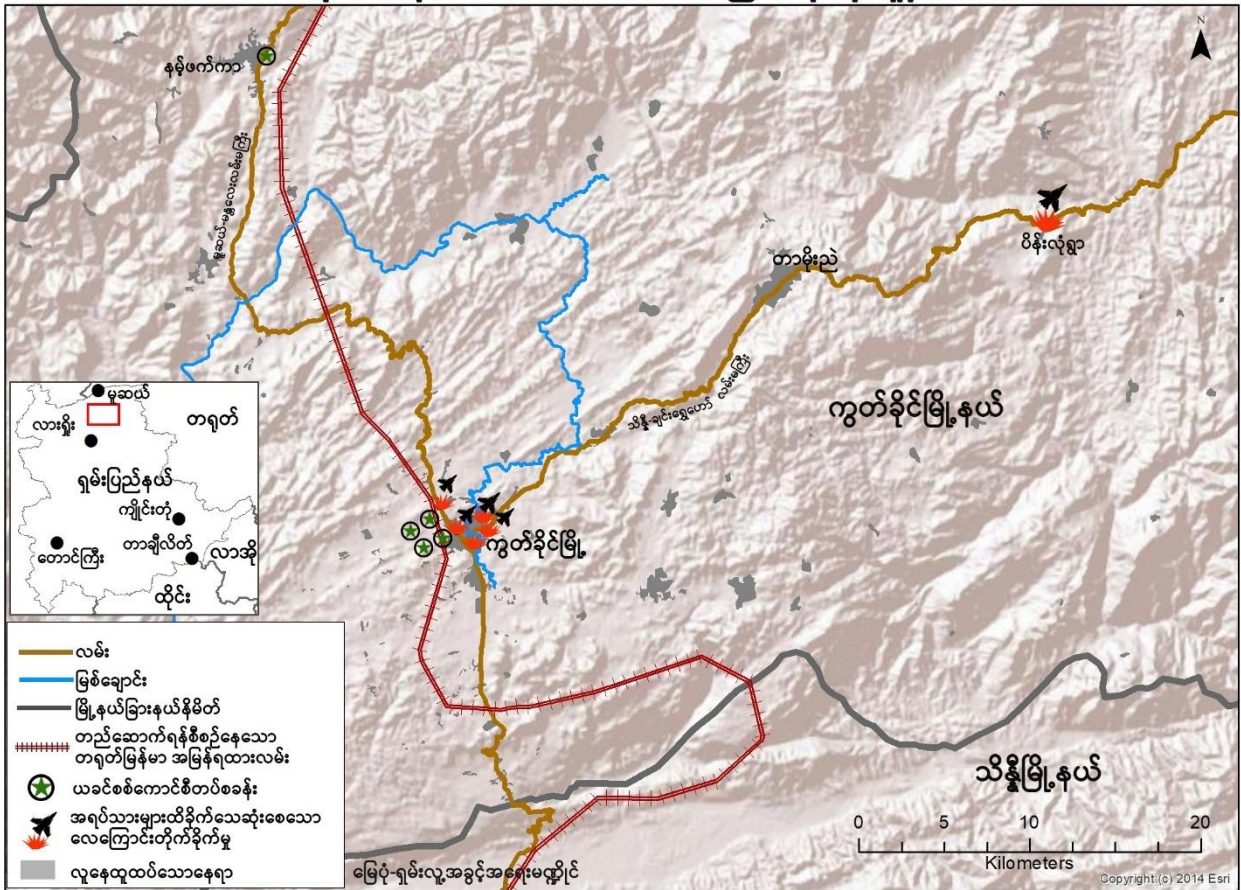 N
နမ့်ဖက်ကာ
မူဆယ်-မန္တလေးလမ်းမကြီး
ပိန်းလုံရွာ
တာမိုးညဲ
သိန္နီ-ချင်းရွှေဟော် လမ်းမကြီး
ကွတ်ခိုင်မြို့နယ်
ကွတ်ခိုင်မြို့
မူဆယ်
တရုတ်
လားရှိုး
ရှမ်းပြည်နယ်
ကျိုင်းတုံ
တောင်ကြီး
တာချီလိတ်
လာအို
ထိုင်း
လမ်း
မြစ်ချောင်း
မြို့နယ်ခြားနယ်နိမိတ်
တည်ဆောက်ရန်စီစဉ်နေသော
တရုတ်မြန်မာ အမြန်ရထားလမ်း
ယခင်စစ်ကောင်စီတပ်စခန်း
အရပ်သားများထိခိုက်သေဆုံးစေသော
လေကြောင်းတိုက်ခိုက်မှု
လူနေထူထပ်သောနေရာ
သိန္နီမြို့နယ်
0 5 10 20
Kilometers
မြေပုံ-ရှမ်းလူ့အခွင့်အရေးမဏ္ဍိုင်
Copyright:(c) 2014 Esri